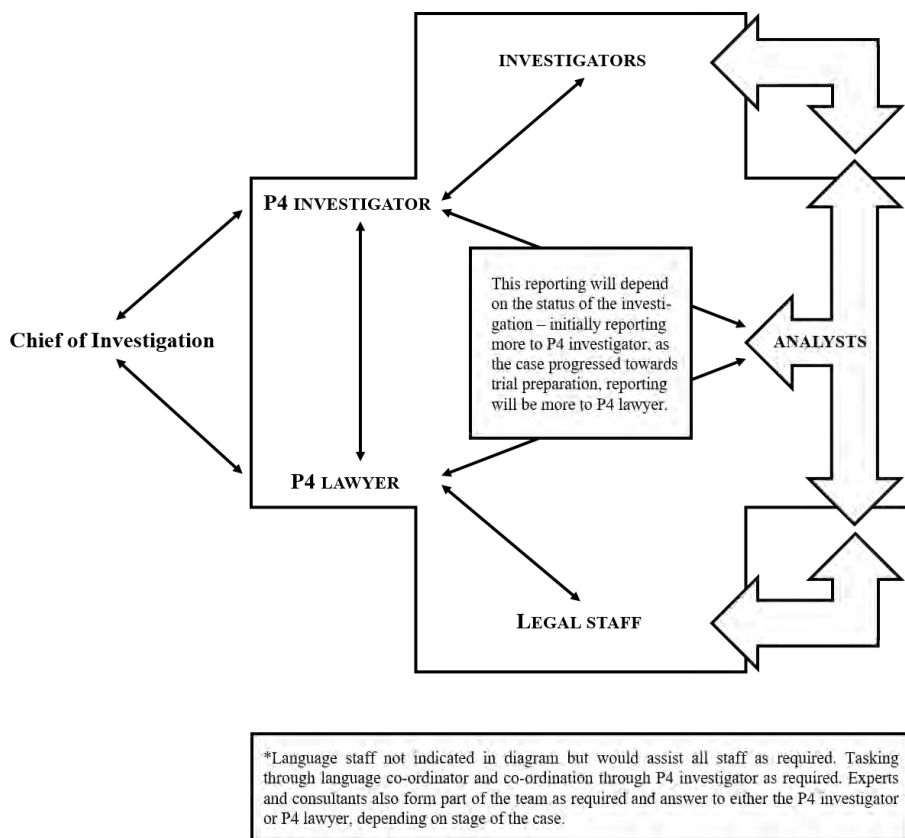 INVESTIGATORS
P4 INVESTIGATOR
This reporting will depend
on the status of the investi-
gation – initially reporting
more to P4 investigator, as
the case progressed towards
trial preparation, reporting
will be more to P4 lawyer.
Chief of Investigation
ANALYSTS
P4 LAWYER
LEGAL STAFF
*Language staff not indicated in diagram but would assist all staff as required. Tasking
through language co-ordinator and co-ordination through P4 investigator as required. Experts
and consultants also form part of the team as required and answer to either the P4 investigator
or P4 lawyer, depending on stage of the case.